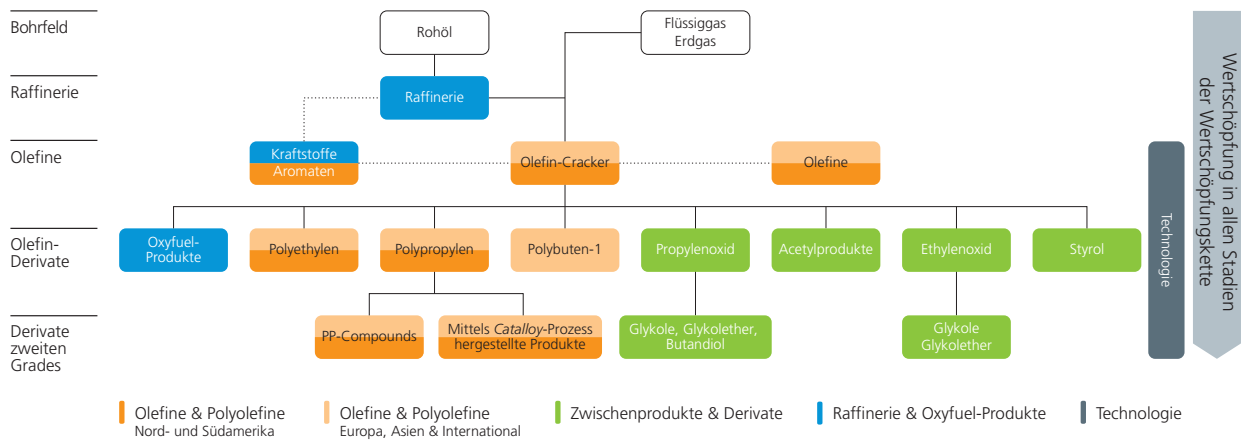 Bohrfeld
Rohöl
Flüssiggas
Erdgas
Raffinerie
Raffinerie
Olefine
Kraftstoffe
Aromaten
Olefin-Cracker
Olefine
Olefin-
Derivate
Oxyfuel-
Produkte
Polyethylen
Polypropylen
Polybuten-1
Propylenoxid
Acetylprodukte
Ethylenoxid
Styrol
Derivate
zweiten
Grades
PP-Compounds
Mittels Catalloy-Prozess
hergestellte Produkte
Glykole, Glykolether,
Butandiol
Glykole
Glykolether
Technologie
Wertschöpfung in allen Stadien
der Wertschöpfungskette
Olefine & Polyolefine
Nord- und Südamerika
Olefine & Polyolefine
Europa, Asien & International
Zwischenprodukte & Derivate
Raffinerie & Oxyfuel-Produkte
Technologie